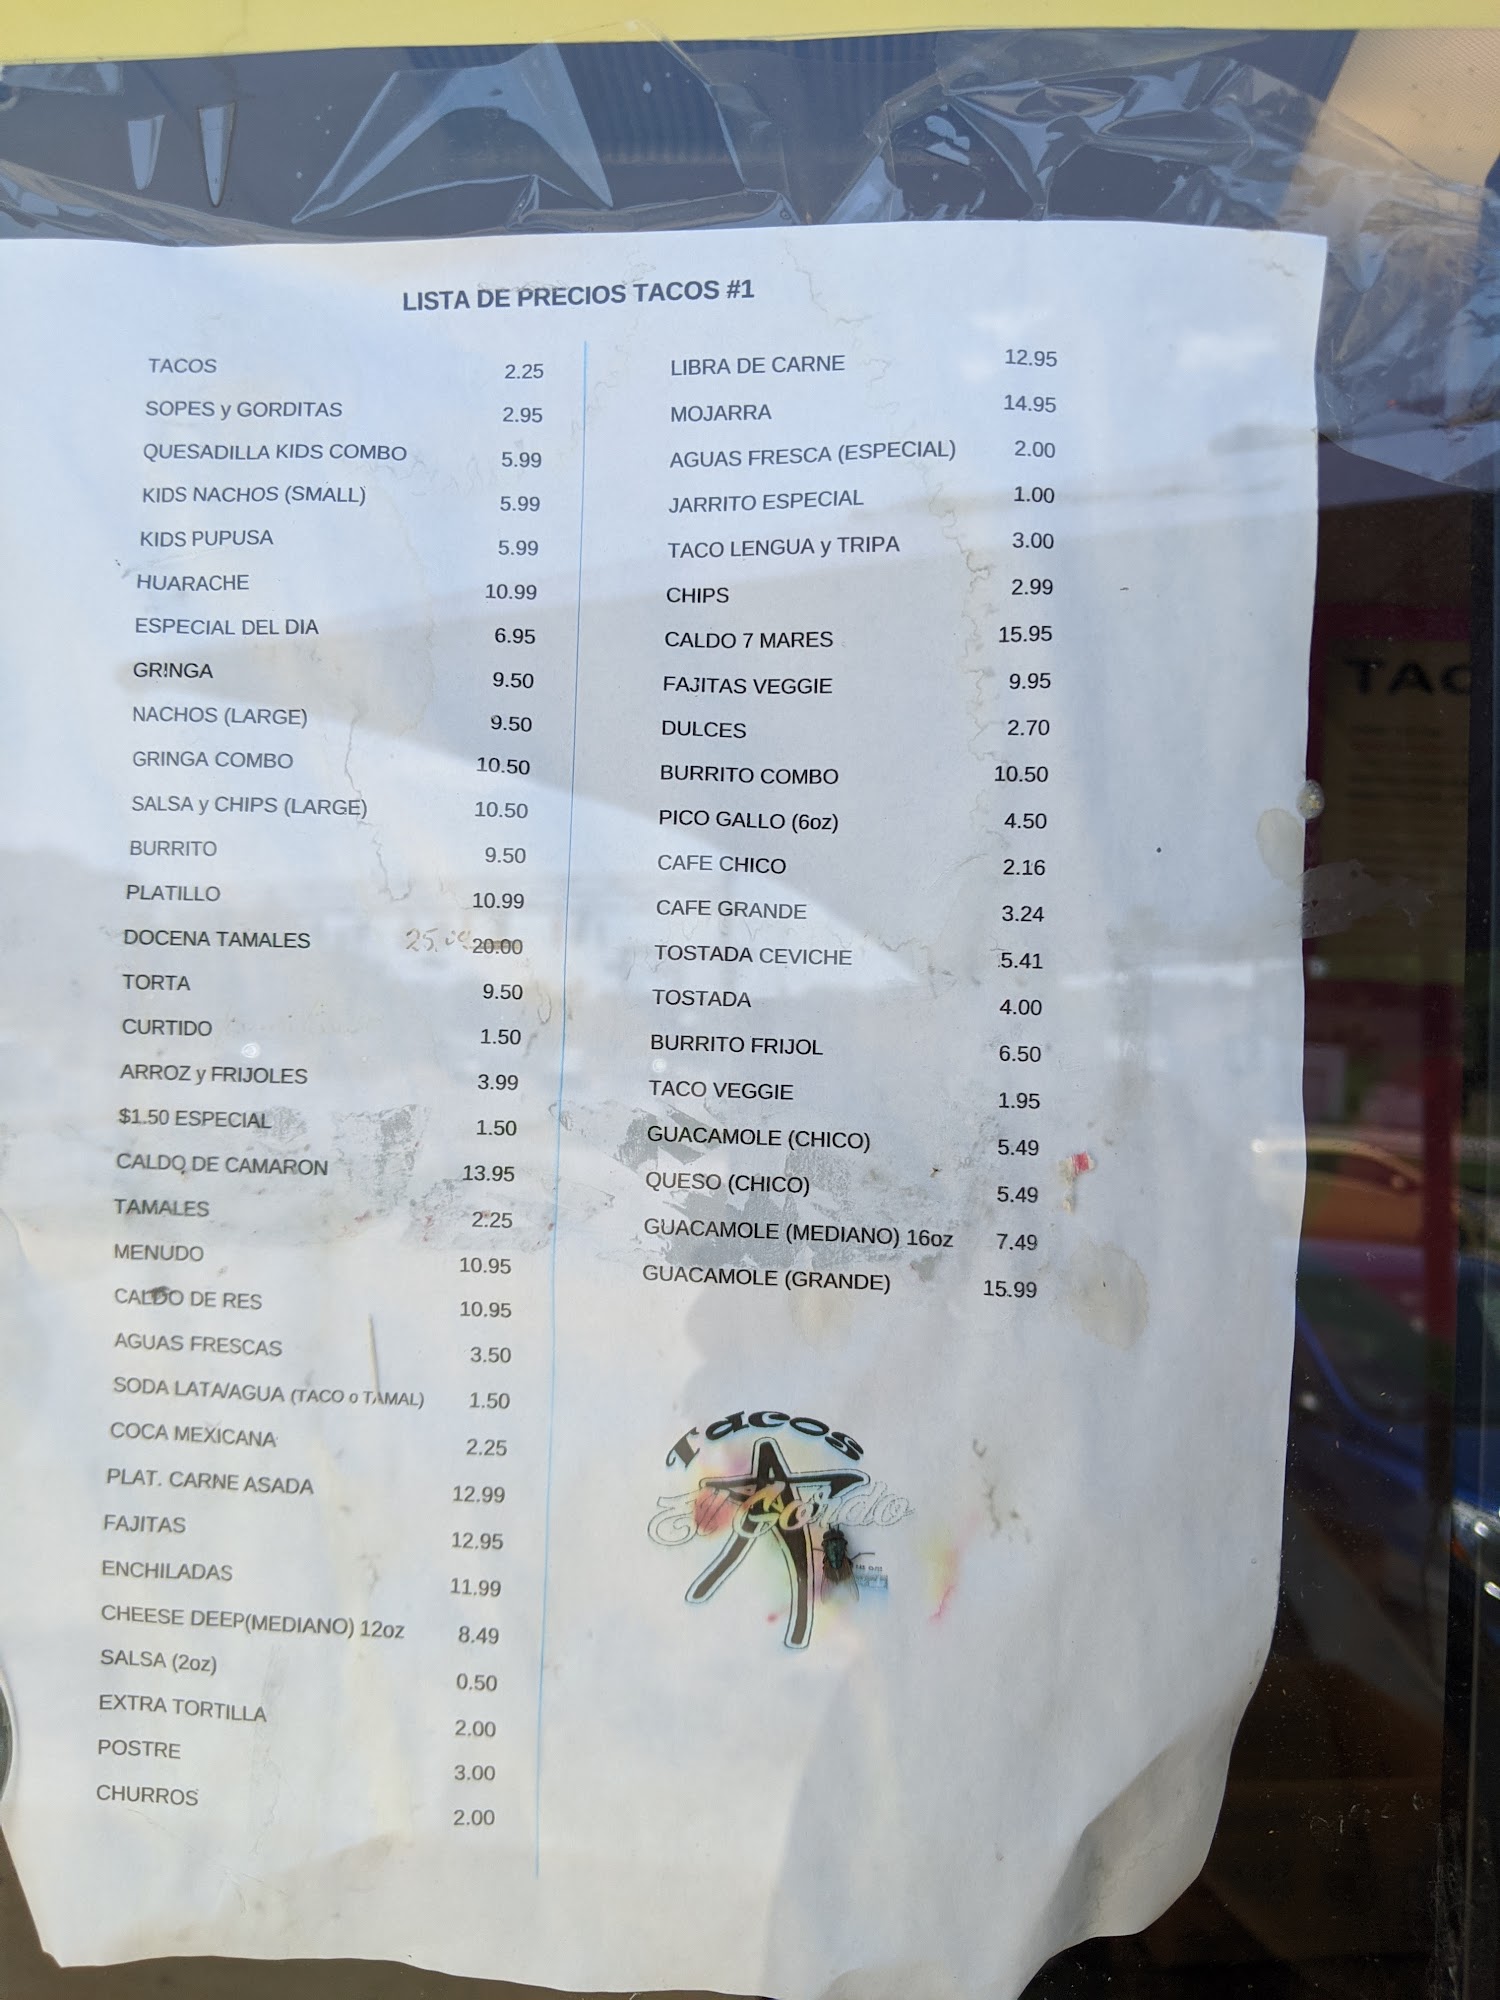 LISTA DE PRECIOS TACOS #1
TACOS 2.25
SOPES y GORDITAS 2.95
QUESADILLA KIDS COMBO 5.99
KIDS NACHOS (SMALL) 5.99
KIDS PUPUSA 5.99
HUARACHE 10.99
ESPECIAL DEL DIA 6.95
GRINGA 9.50
NACHOS (LARGE) 9.50
GRINGA COMBO 10.50
SALSA y CHIPS (LARGE) 10.50
BURRITO 9.50
PLATILLO 10.99
DOCENA TAMALES 20.00
TORTA 9.50
CURTIDO 1.50
ARROZ y FRIJOLES 3.99
$1.50 ESPECIAL 1.50
CALDO DE CAMARON 13.95
TAMALES 2.25
MENUDO 10.95
CALDO DE RES 10.95
AGUAS FRESCAS 3.50
SODA LATA/AGUA (TACO o TAMAL) 1.50
COCA MEXICANA 2.25
PLAT. CARNE ASADA 12.99
FAJITAS 12.95
ENCHILADAS 11.99
CHEESE DEEP(MEDIANO) 12oz 8.49
SALSA (2oz) 0.50
EXTRA TORTILLA 2.00
POSTRE 3.00
CHURROS 2.00
LIBRA DE CARNE 12.95
MOJARRA 14.95
AGUAS FRESCA (ESPECIAL) 2.00
JARRITO ESPECIAL 1.00
TACO LENGUA y TRIPA 3.00
CHIPS 2.99
CALDO 7 MARES 15.95
FAJITAS VEGGIE 9.95
DULCES 2.70
BURRITO COMBO 10.50
PICO GALLO (6oz) 4.50
CAFE CHICO 2.16
CAFE GRANDE 3.24
TOSTADA CEVICHE 5.41
TOSTADA 4.00
BURRITO FRIJOL 6.50
TACO VEGGIE 1.95
GUACAMOLE (CHICO) 5.49
QUESO (CHICO) 5.49
GUACAMOLE (MEDIANO) 16oz 7.49
GUACAMOLE (GRANDE) 15.99
Tacos
El Gordo
TAC